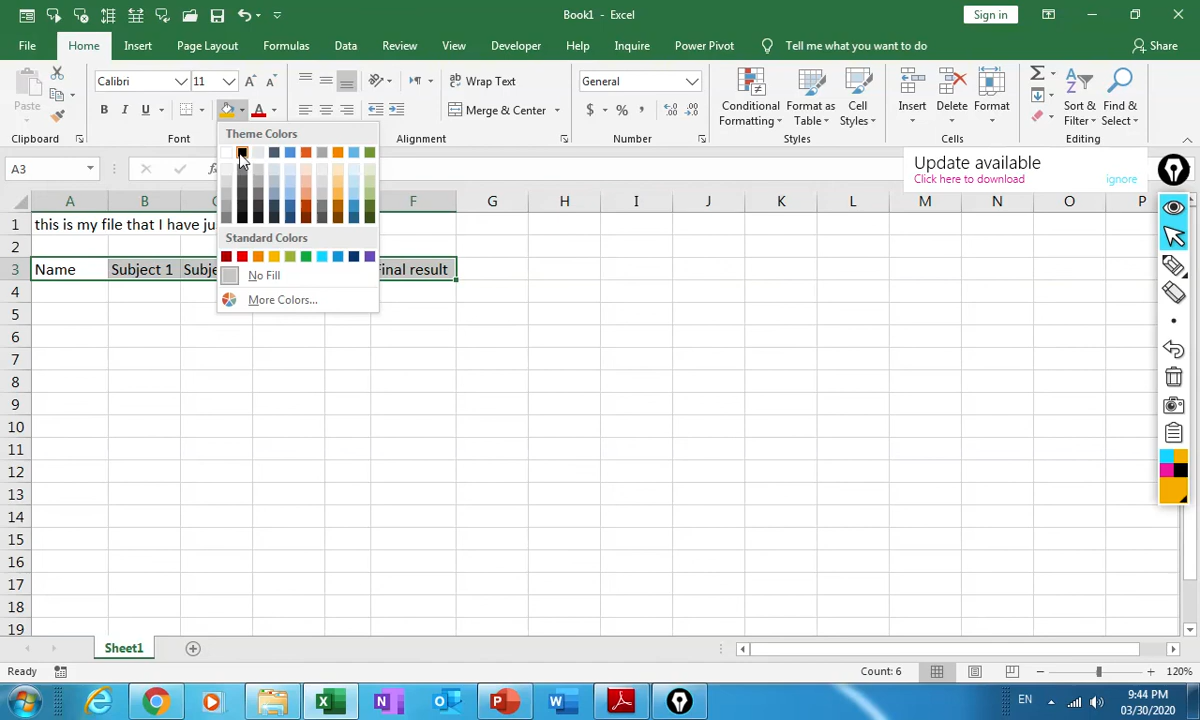 Book1 - Excel
Sign in
File Home Insert Page Layout Formulas Data Review View Developer Help Inquire Power Pivot Tell me what you want to do Share
Paste
Calibri 11
B I U
A
Wrap Text
Merge & Center
General
$ % ,
Conditional Formatting
Format as Table
Cell Styles
Insert
Delete
Format
Sort & Filter
Find & Select
Clipboard Font Alignment Number Styles Cells Editing
Theme Colors
Standard Colors
No Fill
More Colors...
A3
Update available
Click here to download ignore
A B C F G H I J K L M N O P
1 this is my file that I have ju
2
3 Name Subject 1 Subje Final result
4
5
6
7
8
9
10
11
12
13
14
15
16
17
18
19
Sheet1
Ready Count: 6 120%
EN
9:44 PM
03/30/2020